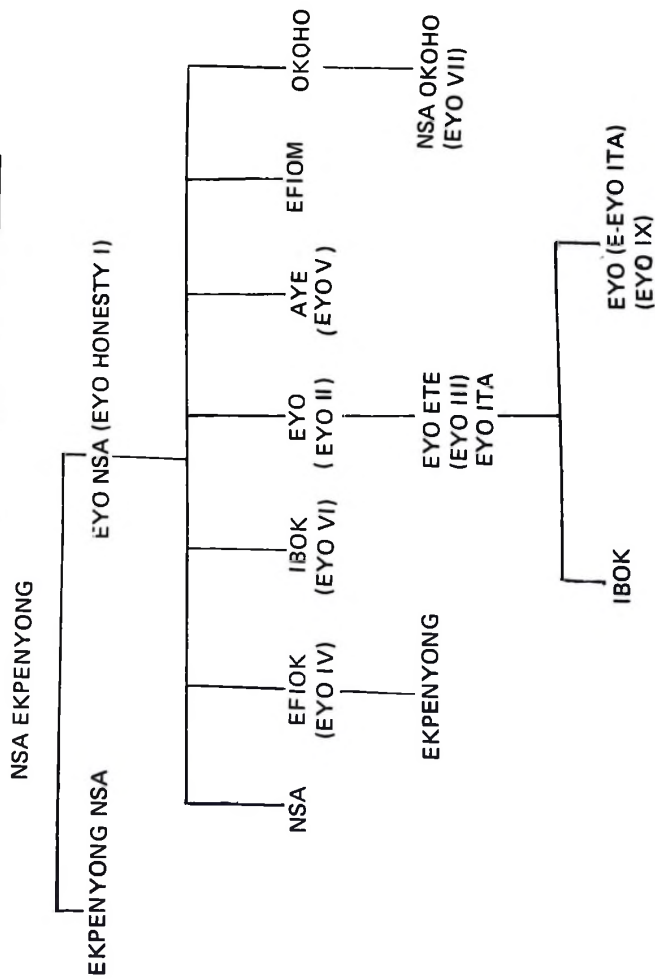 NSA EKPENYONG
EKPENYONG NSA
EYO NSA (EYO HONESTY I)
NSA
EFIOK
(EYO IV)
IBOK
(EYO VI)
EYO
(EYO II)
AYE
(EYO V)
EFIOM
OKOHO
EKPENYONG
EYO ETE
(EYO III)
EYO ITA
NSA OKOHO
(EYO VII)
IBOK
EYO (E-EYO ITA)
(EYO IX)